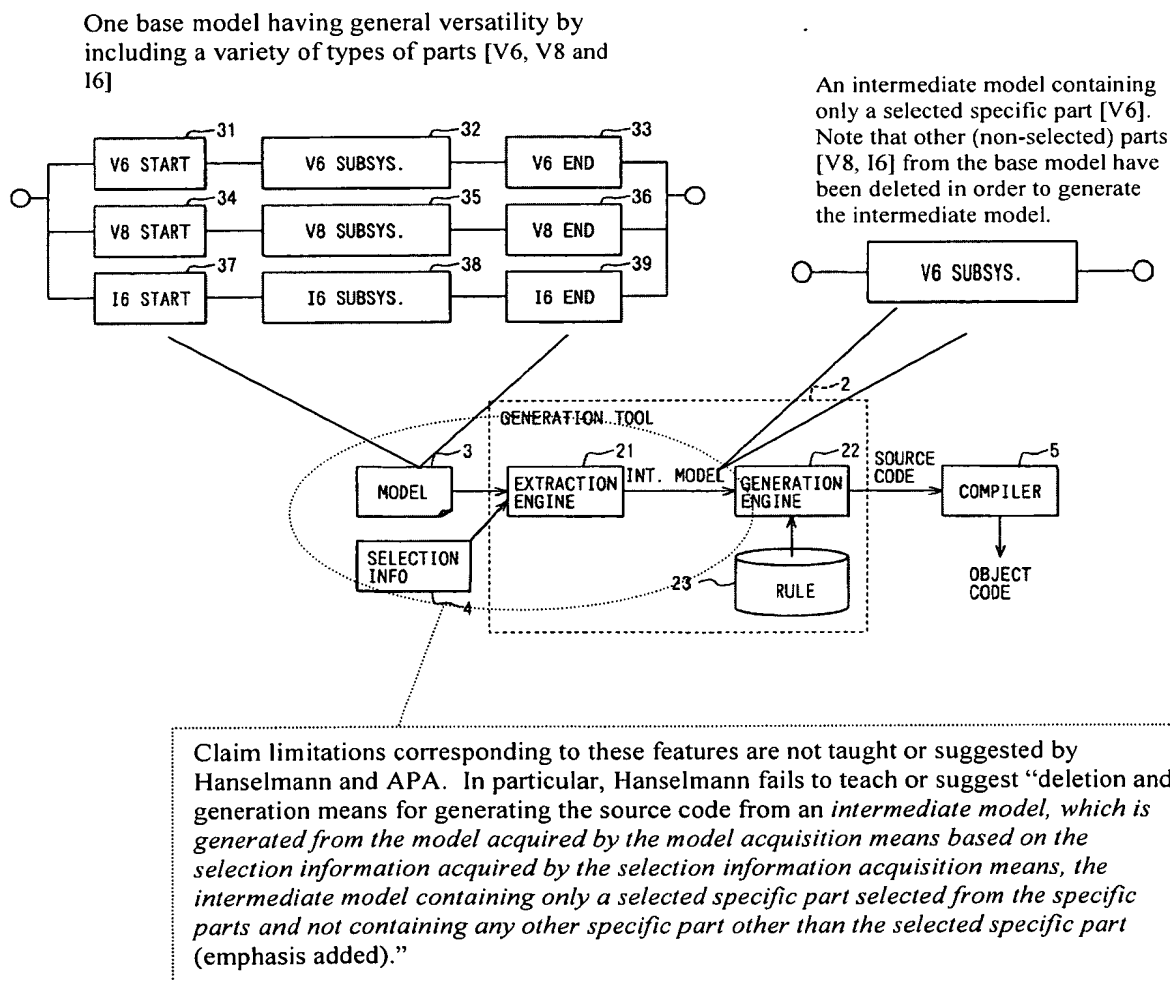 One base model having general versatility by
including a variety of types of parts [V6, V8 and
I6]
An intermediate model containing
only a selected specific part [V6].
Note that other (non-selected) parts
[V8, I6] from the base model have
been deleted in order to generate
the intermediate model.
31
32
33
V6 START
V6 SUBSYS.
V6 END
34
35
36
V8 START
V8 SUBSYS.
V8 END
37
38
39
I6 START
I6 SUBSYS.
I6 END
V6 SUBSYS.
2
GENERATION TOOL
3
21
22
5
MODEL
EXTRACTION
ENGINE
INT. MODEL
GENERATION
ENGINE
SOURCE
CODE
COMPILER
SELECTION
INFO
4
23
RULE
OBJECT
CODE
Claim limitations corresponding to these features are not taught or suggested by
Hanselmann and APA. In particular, Hanselmann fails to teach or suggest “deletion and
generation means for generating the source code from an intermediate model, which is
generated from the model acquired by the model acquisition means based on the
selection information acquired by the selection information acquisition means, the
intermediate model containing only a selected specific part selected from the specific
parts and not containing any other specific part other than the selected specific part
(emphasis added).”